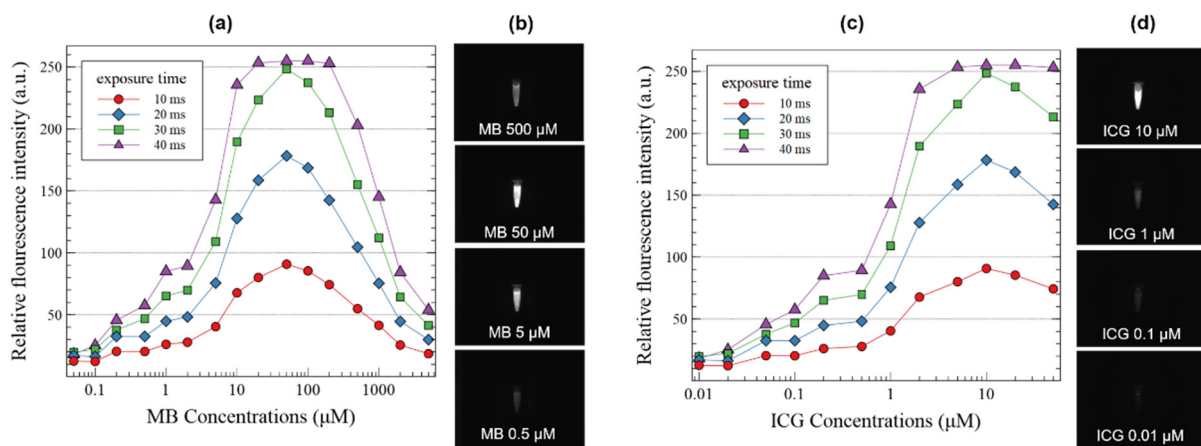 (a)
Relative flourescence intensity (a.u.)
250
200
150
100
50
exposure time
10 ms
20 ms
30 ms
40 ms
0.1
1
10
100
1000
MB Concentrations (μM)
(b)
MB 500 μM
MB 50 μM
MB 5 μM
MB 0.5 μM
(c)
Relative flourescence intensity (a.u.)
250
200
150
100
50
exposure time
10 ms
20 ms
30 ms
40 ms
0.01
0.1
1
10
ICG Concentrations (μM)
(d)
ICG 10 μM
ICG 1 μM
ICG 0.1 μM
ICG 0.01 μM